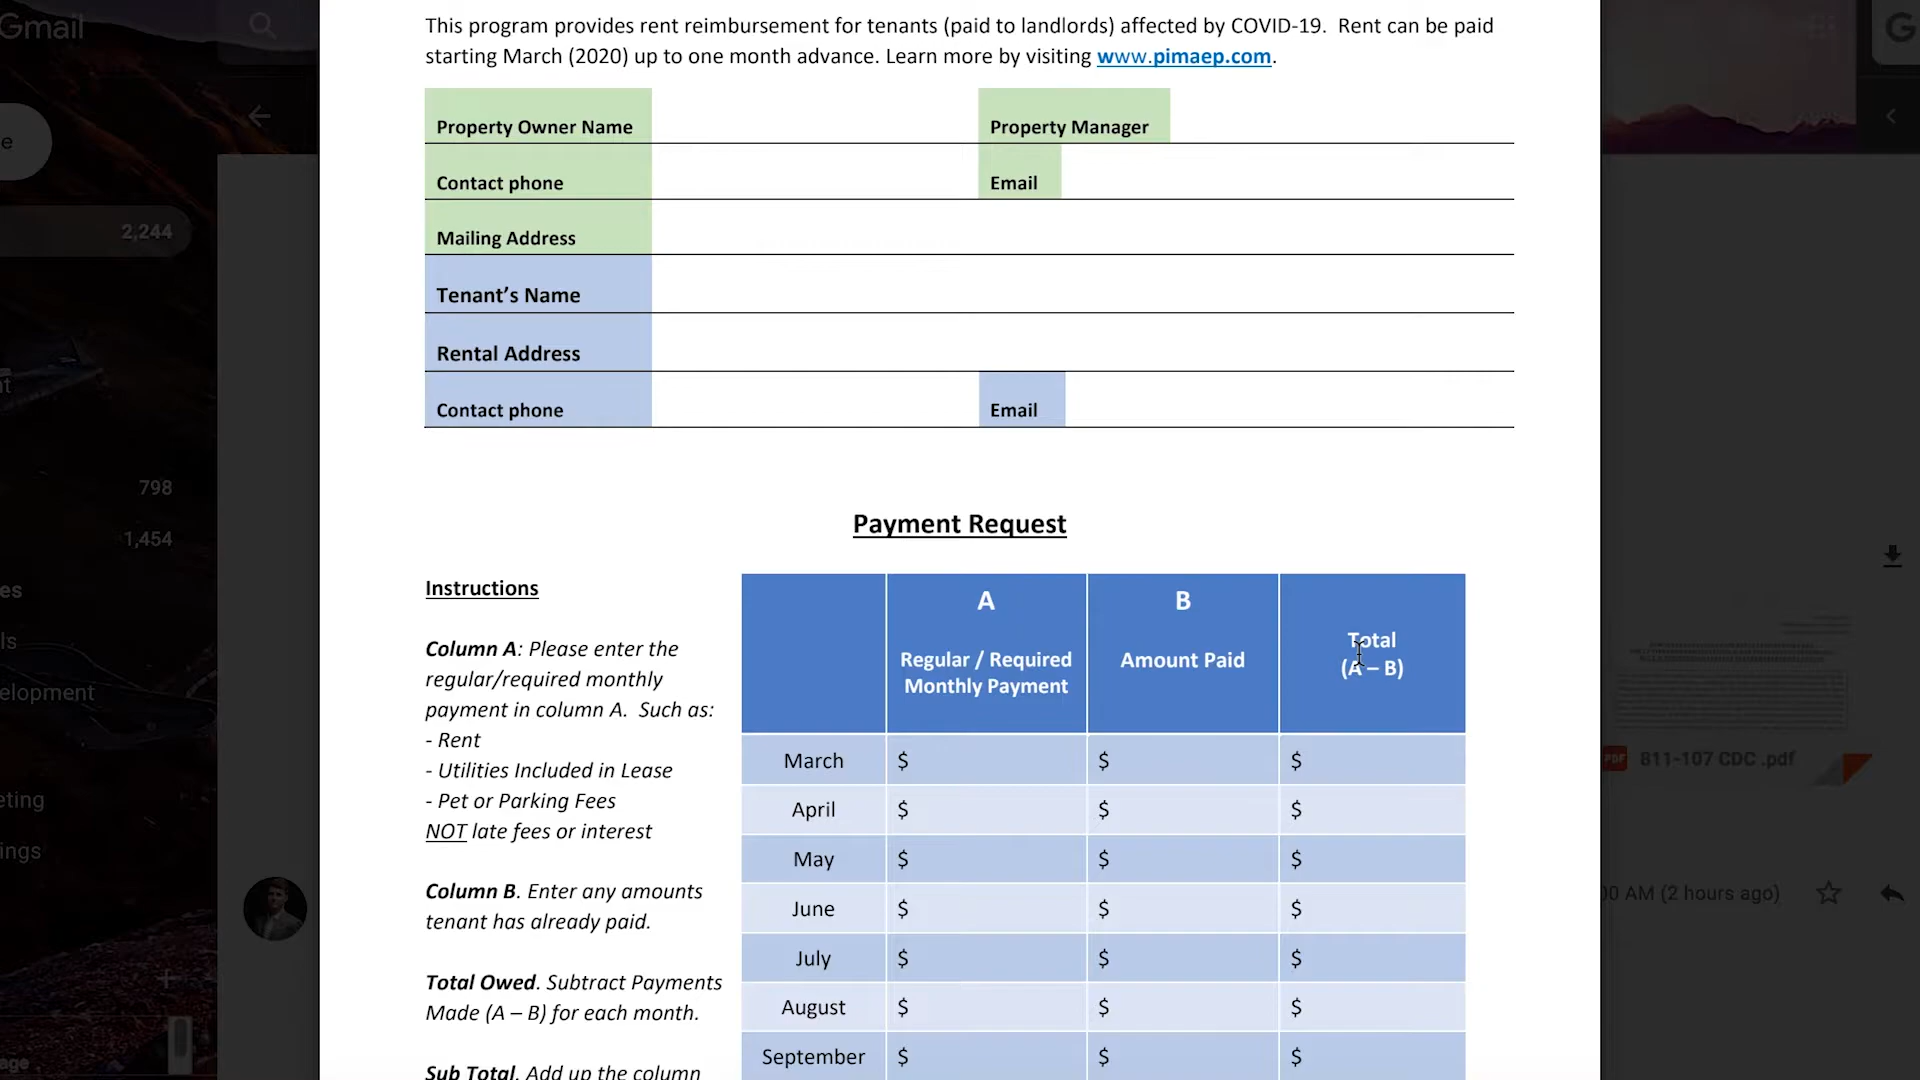 Gmail
This program provides rent reimbursement for tenants (paid to landlords) affected by COVID-19.  Rent can be paid
starting March (2020) up to one month advance. Learn more by visiting www.pimaep.com.
Property Owner Name
Property Manager
Contact phone
Email
Mailing Address
Tenant’s Name
Rental Address
Contact phone
Email
2,244
798
1,454
Payment Request
Instructions
Column A: Please enter the
regular/required monthly
payment in column A.  Such as:
- Rent
- Utilities Included in Lease
- Pet or Parking Fees
NOT late fees or interest
Column B. Enter any amounts
tenant has already paid.
Total Owed. Subtract Payments
Made (A – B) for each month.
Sub Total. Add up the column
A
Regular / Required
Monthly Payment
B
Amount Paid
Total
(A – B)
March $ $ $
April $ $ $
May $ $ $
June $ $ $
July $ $ $
August $ $ $
September $ $ $
PDF 811-107 CDC .pdf
00 AM (2 hours ago)